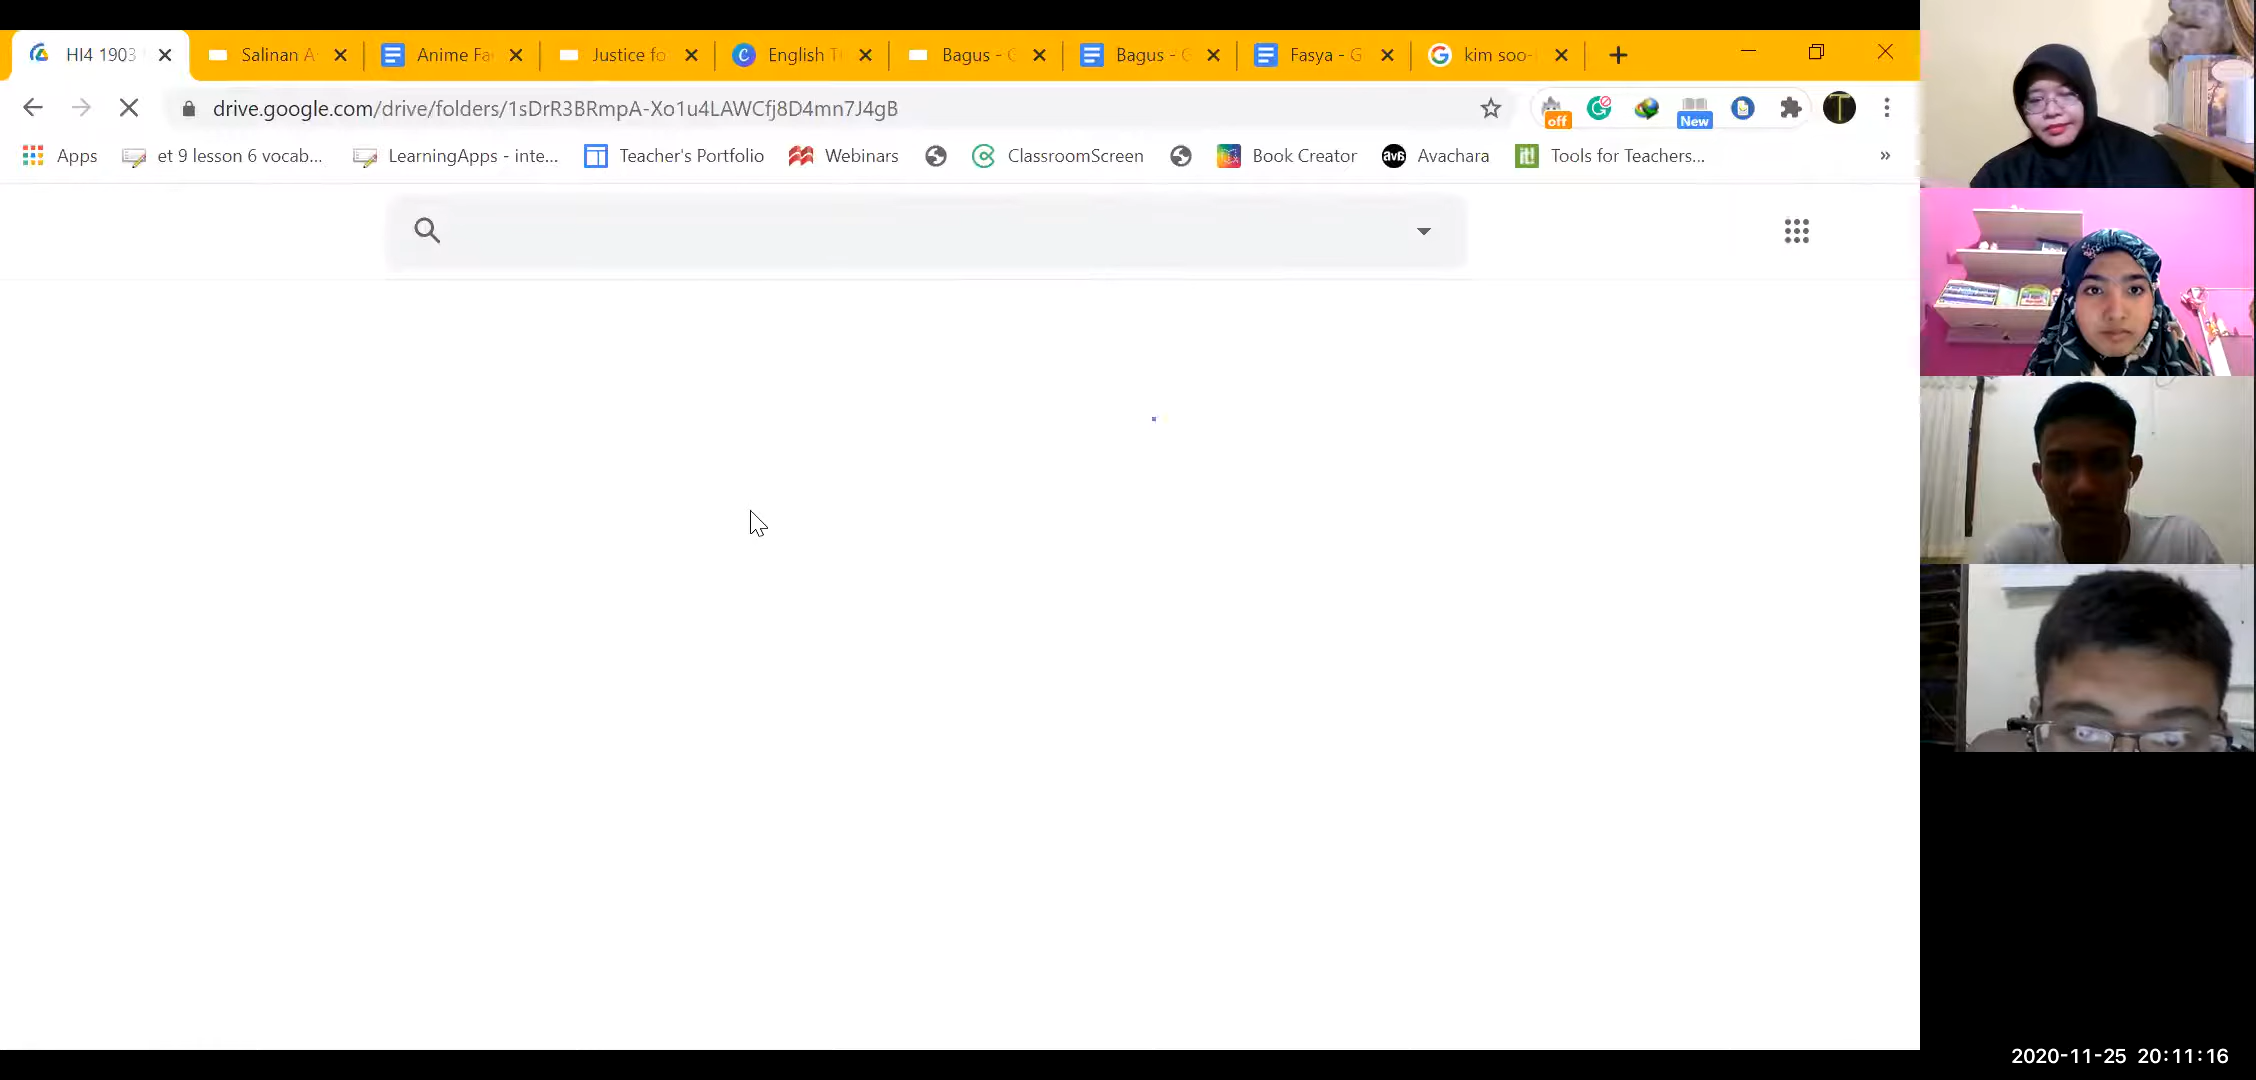 HI4 1903
Salinan A
Anime Fa
Justice fo
English T
Bagus - G
Bagus - G
Fasya - G
kim soo-
drive.google.com/drive/folders/1sDrR3BRmpA-Xo1u4LAWCfj8D4mn7J4gB
off
New
T
Apps
et 9 lesson 6 vocab...
LearningApps - inte...
Teacher's Portfolio
Webinars
ClassroomScreen
Book Creator
ava
Avachara
it!
Tools for Teachers...
»
2020-11-25 20:11:16